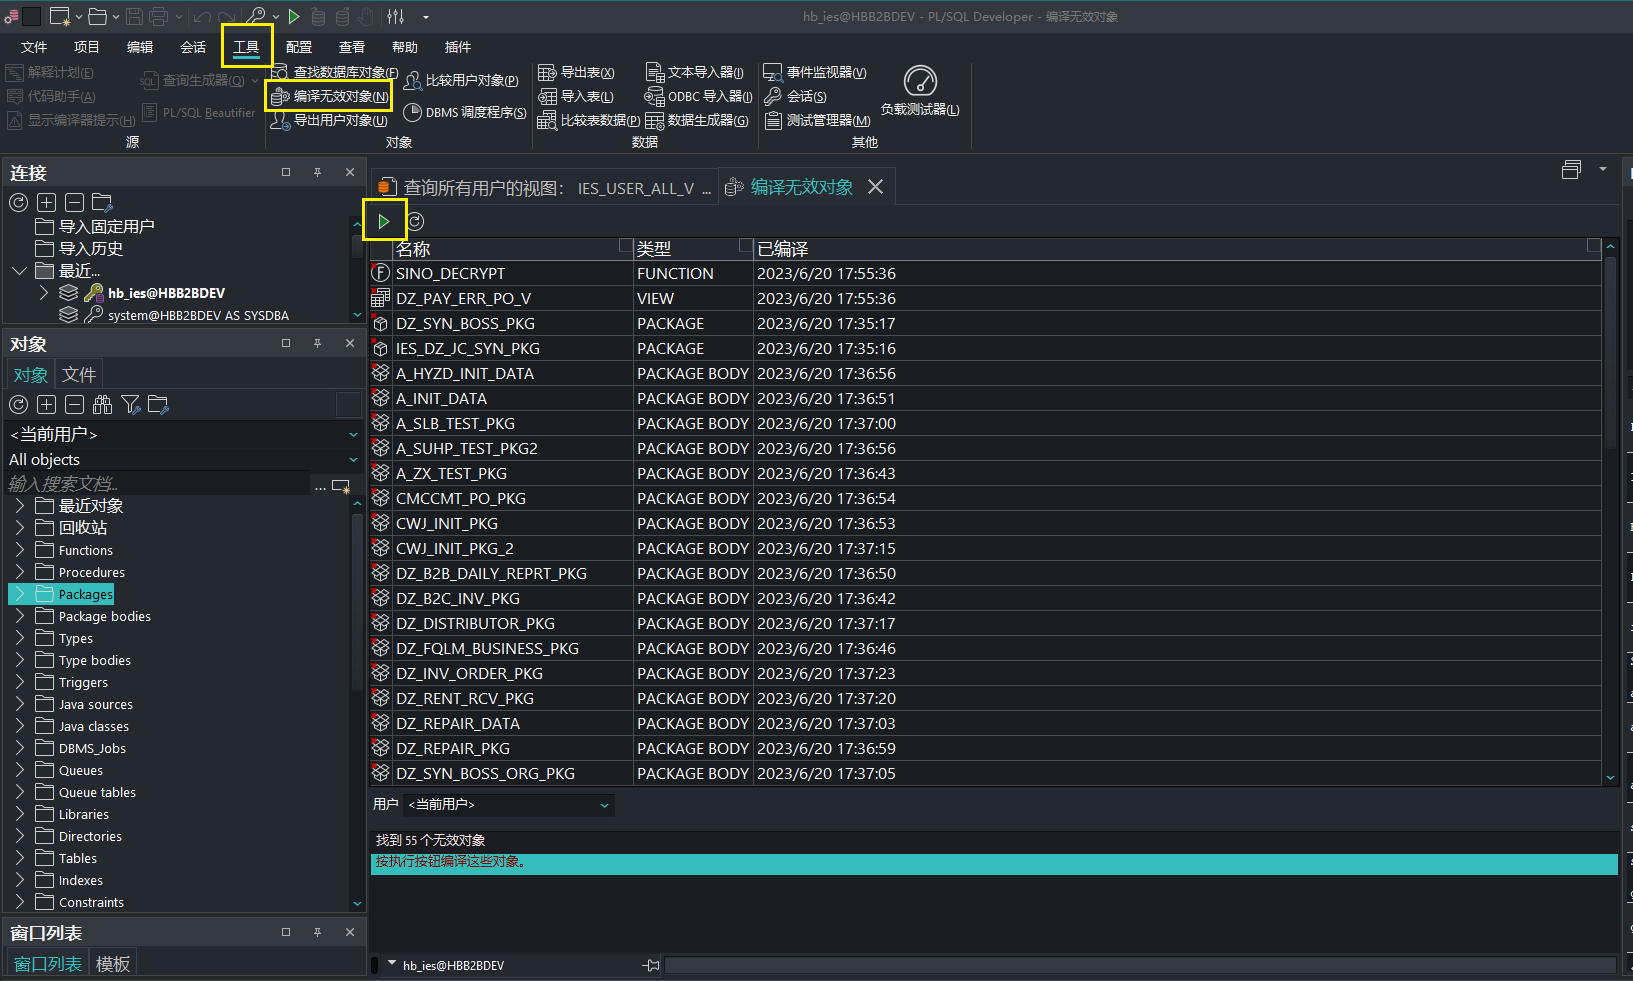 hb_ies@HBB2BDEV - PL/SQL Developer - 编译无效对象
文件 项目 编辑 会话 工具 配置 查看 帮助 插件
解释计划(E) 查询生成器(Q) 查找数据库对象(F) 比较用户对象(P) 导出表(X) 文本导入器(I) 事件监视器(V)
代码助手(A) 编译无效对象(N) 导入表(L) ODBC 导入器(I) 会话(S) 负载测试器(L)
显示编译器提示(H) PL/SQL Beautifier 导出用户对象(U) DBMS 调度程序(S) 比较表数据(P) 数据生成器(G) 测试管理器(M)
源 对象 数据 其他
连接
导入固定用户
导入历史
最近...
hb_ies@HBB2BDEV
system@HBB2BDEV AS SYSDBA
对象
对象 文件
<当前用户>
All objects
输入搜索文档...
...
最近对象
回收站
Functions
Procedures
Packages
Package bodies
Types
Type bodies
Triggers
Java sources
Java classes
DBMS_Jobs
Queues
Queue tables
Libraries
Directories
Tables
Indexes
Constraints
窗口列表
窗口列表 模板
查询所有用户的视图: IES_USER_ALL_V ... 编译无效对象
名称 类型 已编译
SINO_DECRYPT FUNCTION 2023/6/20 17:55:36
DZ_PAY_ERR_PO_V VIEW 2023/6/20 17:55:36
DZ_SYN_BOSS_PKG PACKAGE 2023/6/20 17:35:17
IES_DZ_JC_SYN_PKG PACKAGE 2023/6/20 17:35:16
A_HYZD_INIT_DATA PACKAGE BODY 2023/6/20 17:36:56
A_INIT_DATA PACKAGE BODY 2023/6/20 17:36:51
A_SLB_TEST_PKG PACKAGE BODY 2023/6/20 17:37:00
A_SUHP_TEST_PKG2 PACKAGE BODY 2023/6/20 17:36:56
A_ZX_TEST_PKG PACKAGE BODY 2023/6/20 17:36:43
CMCCMT_PO_PKG PACKAGE BODY 2023/6/20 17:36:54
CWJ_INIT_PKG PACKAGE BODY 2023/6/20 17:36:53
CWJ_INIT_PKG_2 PACKAGE BODY 2023/6/20 17:37:15
DZ_B2B_DAILY_REPRT_PKG PACKAGE BODY 2023/6/20 17:36:50
DZ_B2C_INV_PKG PACKAGE BODY 2023/6/20 17:36:42
DZ_DISTRIBUTOR_PKG PACKAGE BODY 2023/6/20 17:37:17
DZ_FQLM_BUSINESS_PKG PACKAGE BODY 2023/6/20 17:36:46
DZ_INV_ORDER_PKG PACKAGE BODY 2023/6/20 17:37:23
DZ_RENT_RCV_PKG PACKAGE BODY 2023/6/20 17:37:20
DZ_REPAIR_DATA PACKAGE BODY 2023/6/20 17:37:03
DZ_REPAIR_PKG PACKAGE BODY 2023/6/20 17:36:59
DZ_SYN_BOSS_ORG_PKG PACKAGE BODY 2023/6/20 17:37:05
用户 <当前用户>
找到 55 个无效对象
按执行按钮编译这些对象。
hb_ies@HBB2BDEV